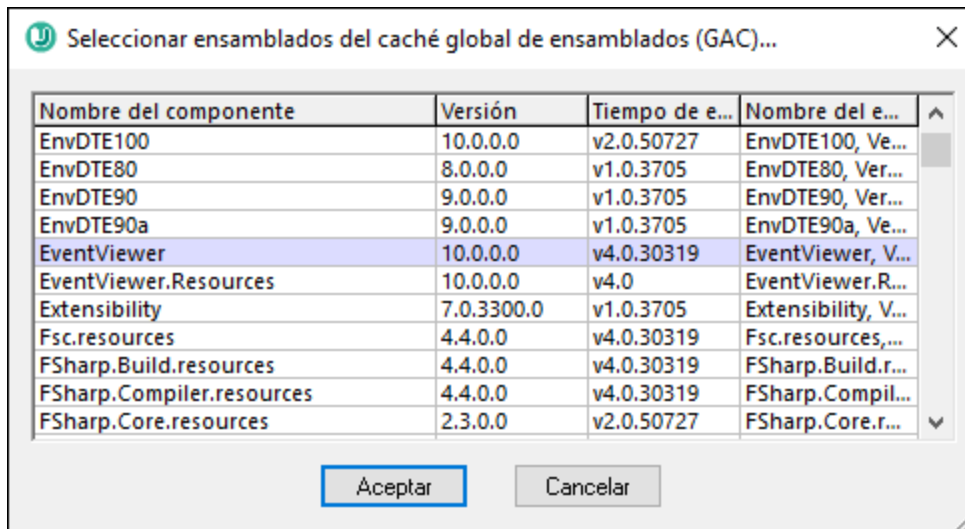 Seleccionar ensamblados del caché global de ensamblados (GAC)...
Nombre del componente Versión Tiempo de e... Nombre del e...
EnvDTE100 10.0.0.0 v2.0.50727 EnvDTE100, Ve...
EnvDTE80 8.0.0.0 v1.0.3705 EnvDTE80, Ver...
EnvDTE90 9.0.0.0 v1.0.3705 EnvDTE90, Ver...
EnvDTE90a 9.0.0.0 v1.0.3705 EnvDTE90a, Ve...
EventViewer 10.0.0.0 v4.0.30319 EventViewer, V...
EventViewer.Resources 10.0.0.0 v4.0 EventViewer.R...
Extensibility 7.0.3300.0 v1.0.3705 Extensibility, V...
Fsc.resources 4.4.0.0 v4.0.30319 Fsc.resources,...
FSharp.Build.resources 4.4.0.0 v4.0.30319 FSharp.Build.r...
FSharp.Compiler.resources 4.4.0.0 v4.0.30319 FSharp.Compil...
FSharp.Core.resources 2.3.0.0 v2.0.50727 FSharp.Core.r...
Aceptar Cancelar